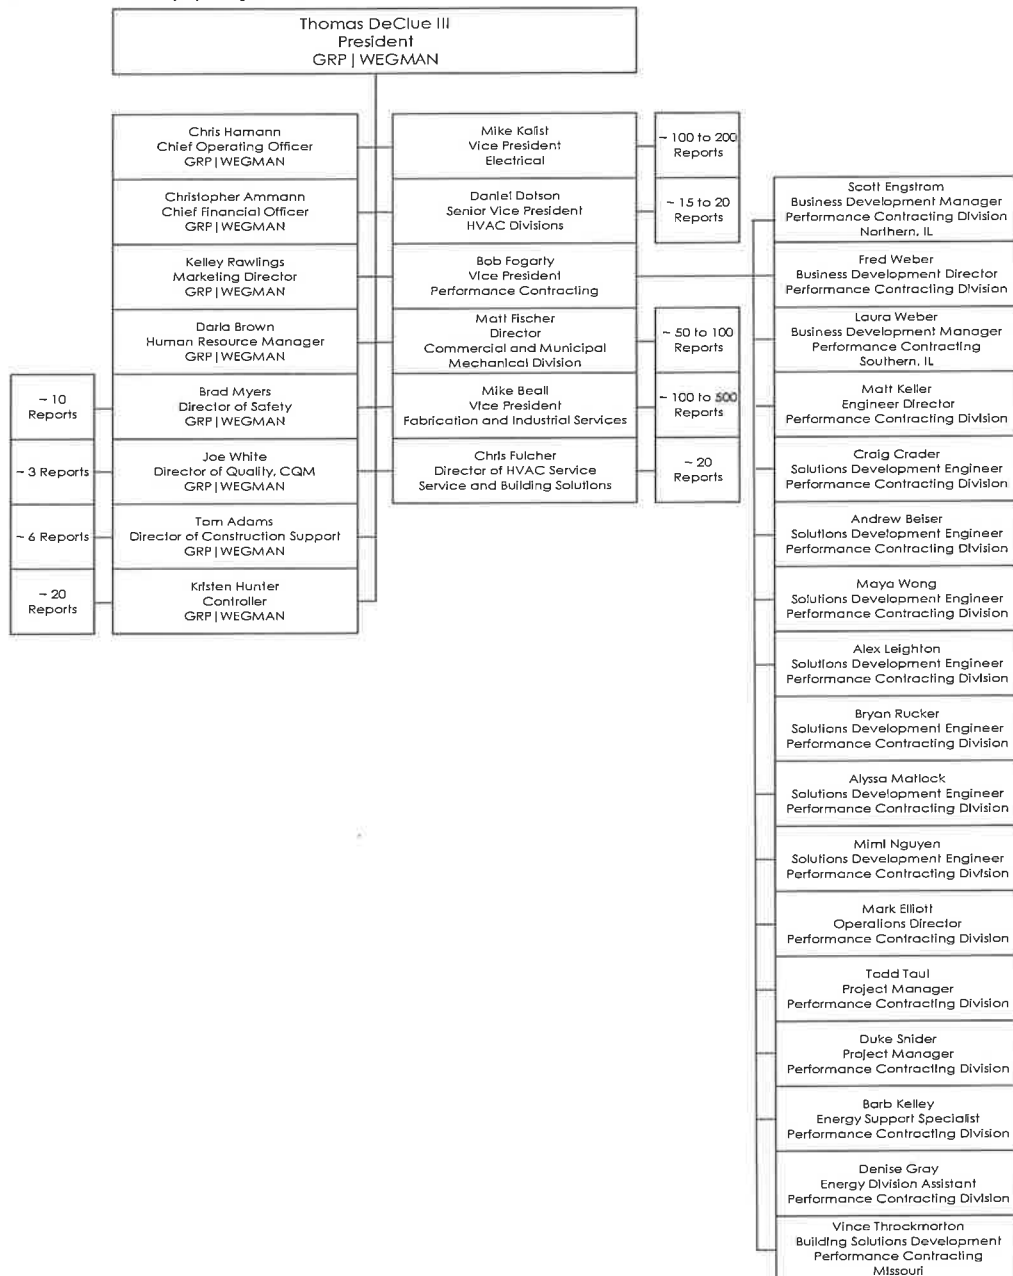 Thomas DeClue III
President
GRP | WEGMAN
Chris Hamann
Chief Operating Officer
GRP|WEGMAN
Christopher Ammann
Chief Financial Officer
GRP|WEGMAN
Kelley Rawlings
Marketing Director
GRP|WEGMAN
Darla Brown
Human Resource Manager
GRP|WEGMAN
~ 10
Reports
Brad Myers
Director of Safety
GRP|WEGMAN
~ 3 Reports
Joe White
Director of Quality, CQM
GRP|WEGMAN
~ 6 Reports
Tom Adams
Director of Construction Support
GRP|WEGMAN
~ 20
Reports
Kristen Hunter
Controller
GRP|WEGMAN
Mike Kalist
Vice President
Electrical
~ 100 to 200
Reports
Daniel Dotson
Senior Vice President
HVAC Divisions
~ 15 to 20
Reports
Bob Fogarty
Vice President
Performance Contracting
Matt Fischer
Director
Commercial and Municipal
Mechanical Division
~ 50 to 100
Reports
Mike Beall
Vice President
Fabrication and Industrial Services
~ 100 to 500
Reports
Chris Fulcher
Director of HVAC Service
Service and Building Solutions
~ 20
Reports
Scott Engstrom
Business Development Manager
Performance Contracting Division
Northern, IL
Fred Weber
Business Development Director
Performance Contracting Division
Laura Weber
Business Development Manager
Performance Contracting
Southern, IL
Matt Keller
Engineer Director
Performance Contracting Division
Craig Crader
Solutions Development Engineer
Performance Contracting Division
Andrew Beiser
Solutions Development Engineer
Performance Contracting Division
Maya Wong
Solutions Development Engineer
Performance Contracting Division
Alex Leighton
Solutions Development Engineer
Performance Contracting Division
Bryan Rucker
Solutions Development Engineer
Performance Contracting Division
Alyssa Matlock
Solutions Development Engineer
Performance Contracting Division
Mimi Nguyen
Solutions Development Engineer
Performance Contracting Division
Mark Elliott
Operations Director
Performance Contracting Division
Todd Taul
Project Manager
Performance Contracting Division
Duke Snider
Project Manager
Performance Contracting Division
Barb Kelley
Energy Support Specialist
Performance Contracting Division
Denise Gray
Energy Division Assistant
Performance Contracting Division
Vince Throckmorton
Building Solutions Development
Performance Contracting
Missouri